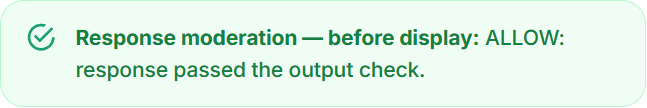 Response moderation — before display: ALLOW:
response passed the output check.